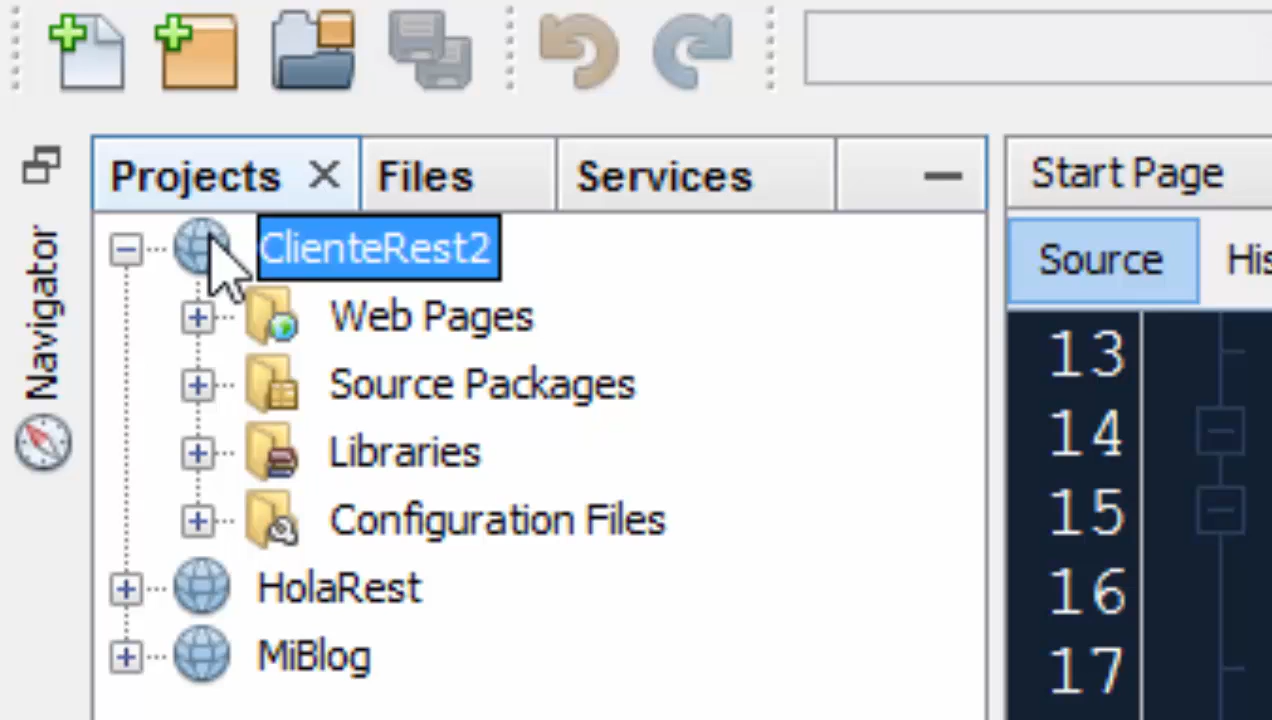 Projects Files Services
Start Page
Navigator
Source His
ClienteRest2
Web Pages
Source Packages
Libraries
Configuration Files
HolaRest
MiBlog
13
14
15
16
17